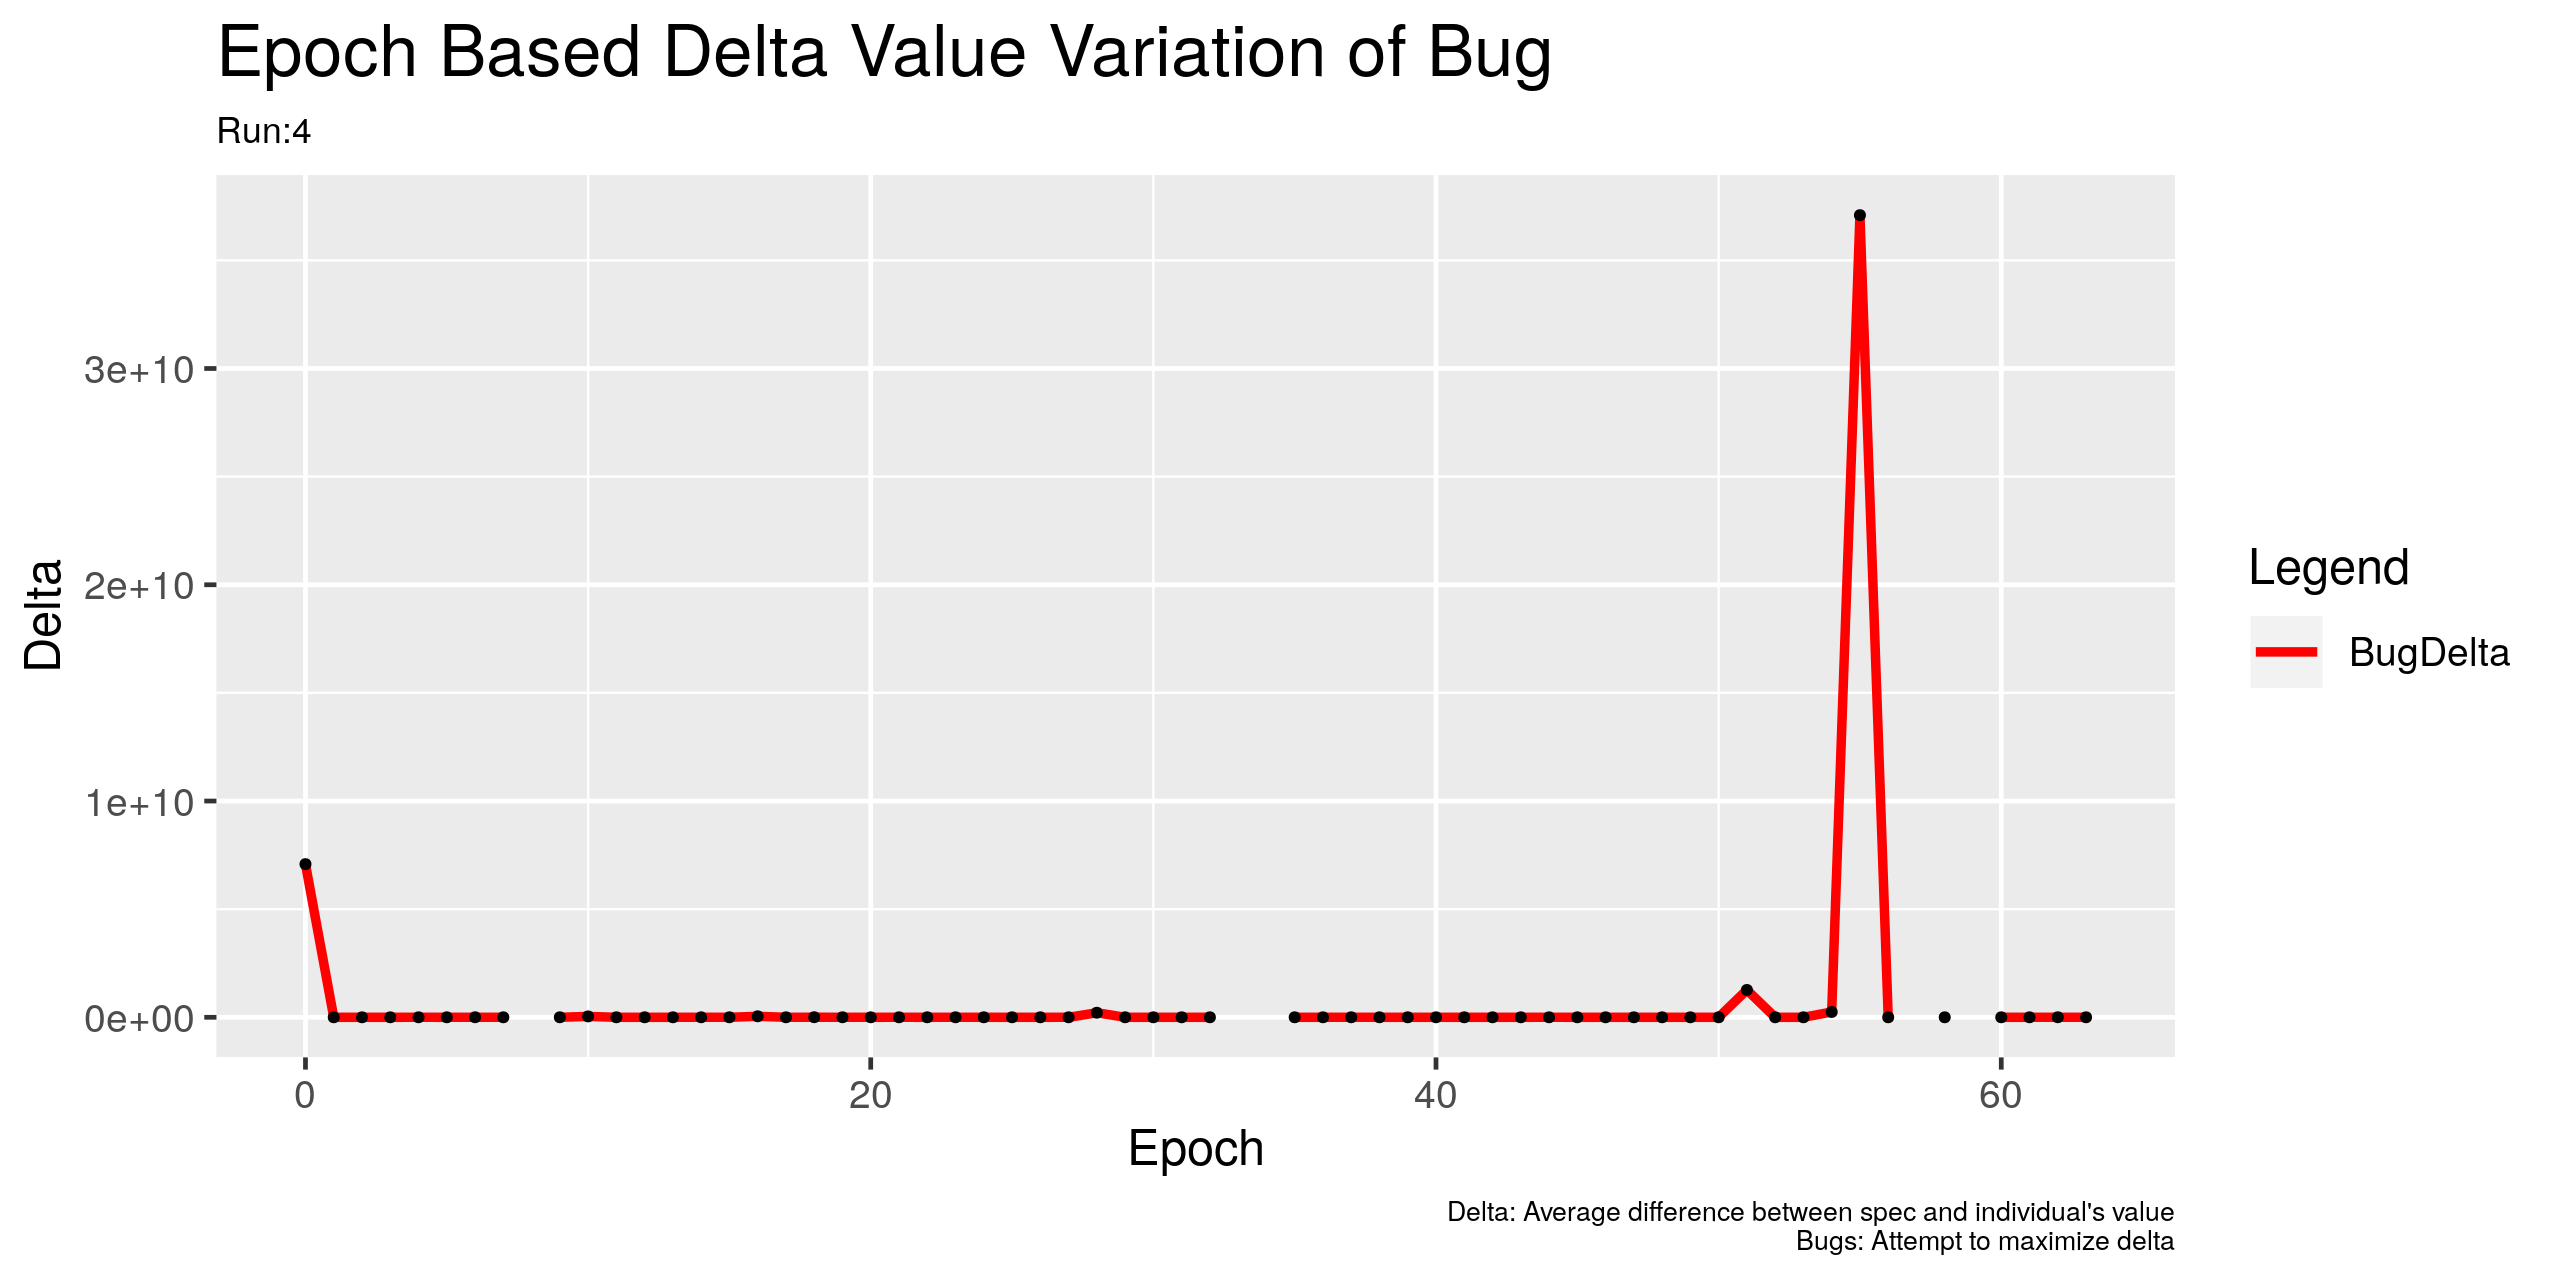 Epoch Based Delta Value Variation of Bug
Run:4
Delta
3e+10
2e+10
1e+10
0e+00
0
20
40
60
Epoch
Legend
BugDelta
Delta: Average difference between spec and individual's value
Bugs: Attempt to maximize delta